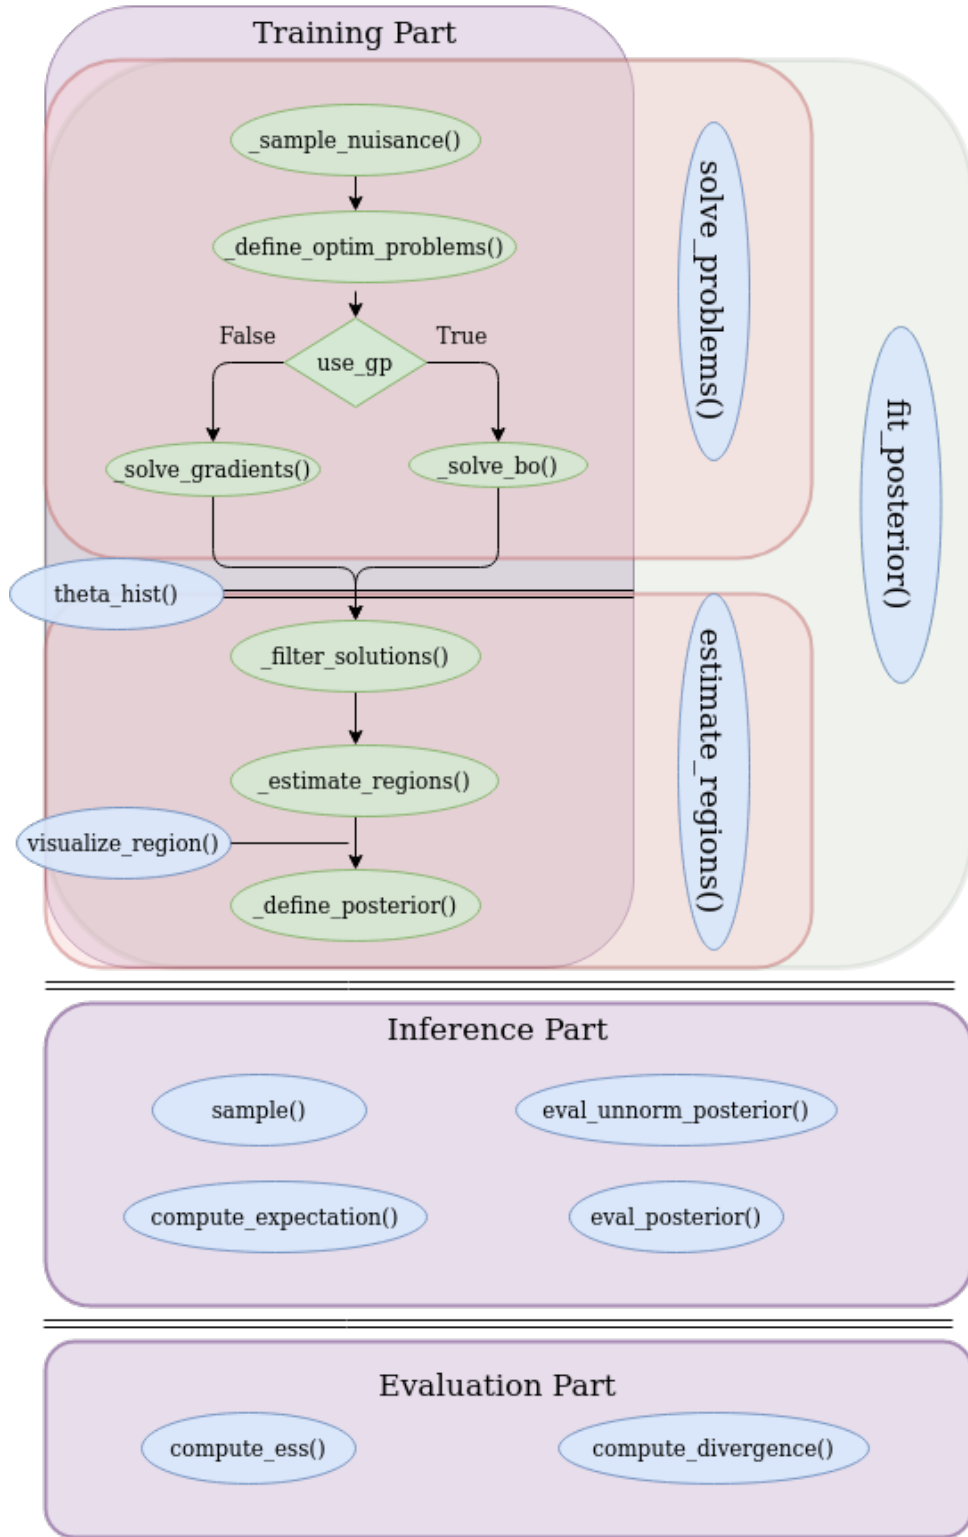 Training Part
_sample_nuisance()
_define_optim_problems()
False
True
use_gp
_solve_gradients()
_solve_bo()
solve_problems()
fit_posterior()
theta_hist()
_filter_solutions()
_estimate_regions()
estimate_regions()
visualize_region()
_define_posterior()
Inference Part
sample()
eval_unnorm_posterior()
compute_expectation()
eval_posterior()
Evaluation Part
compute_ess()
compute_divergence()